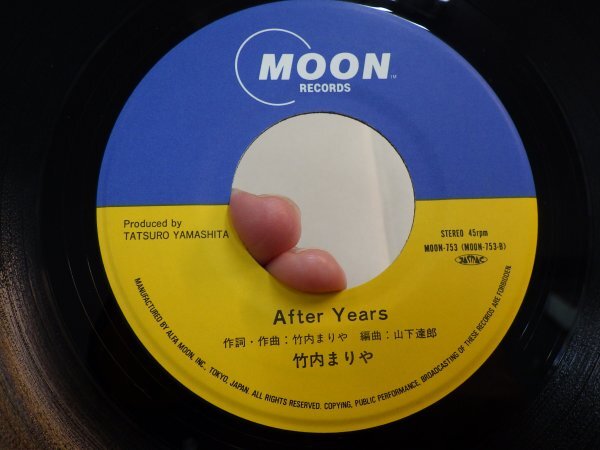 MOON
RECORDS
TM
Produced by
TATSURO YAMASHITA
STEREO 45rpm
MOON-753 (MOON-753-B)
After Years
作詞・作曲：竹内まりや 編曲：山下達郎
竹内まりや
MANUFACTURED BY ALFA MOON, INC., TOKYO, JAPAN. ALL RIGHTS RESERVED. COPYING, PUBLIC PERFORMANCE, BROADCASTING OF THESE RECORDS ARE FORBIDDEN.